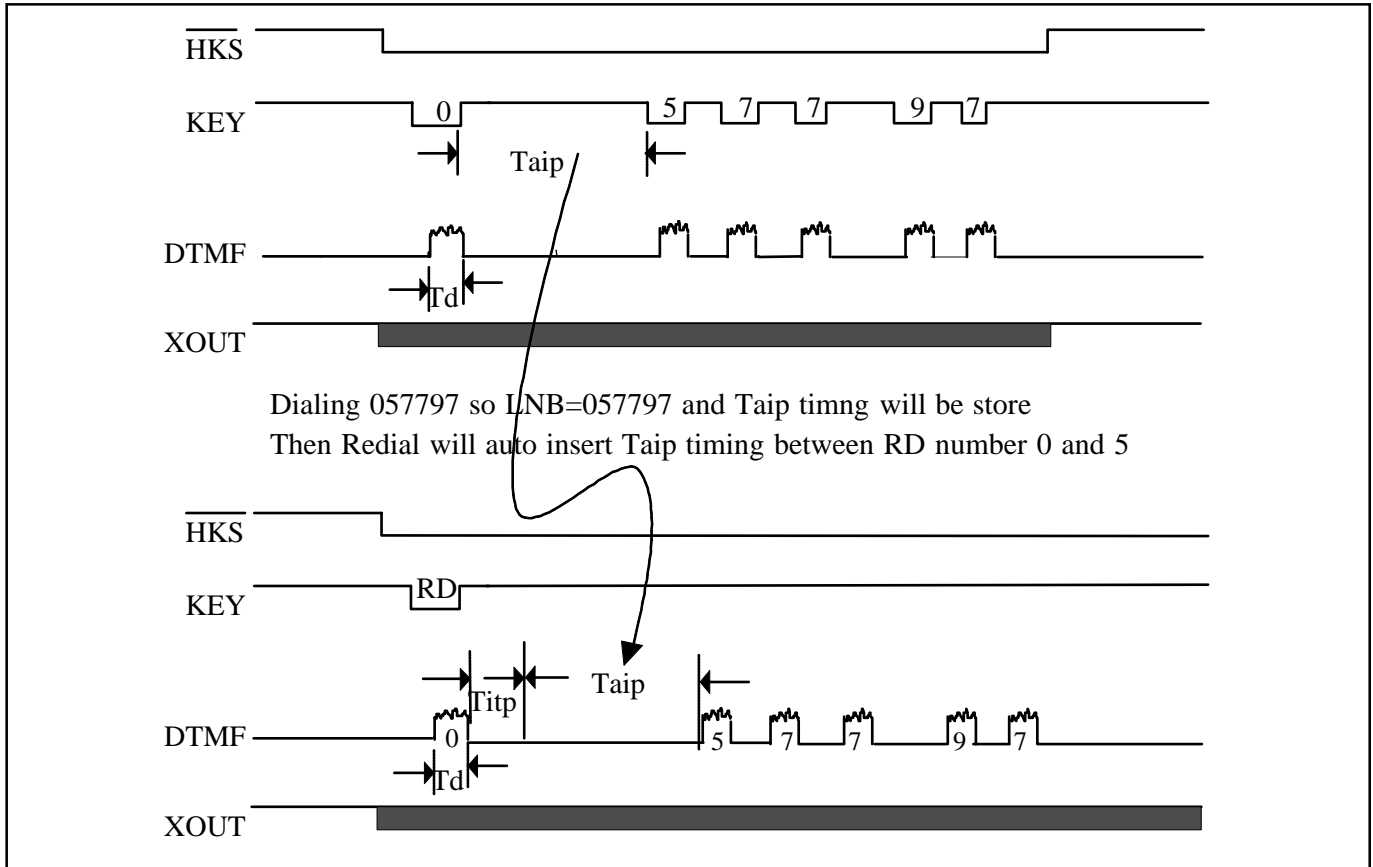 HKS
KEY 0 5 7 7 9 7
Taip
DTMF
Td
XOUT
Dialing 057797 so LNB=057797 and Taip timng will be store
Then Redial will auto insert Taip timing between RD number 0 and 5
HKS
KEY RD
Titp Taip
DTMF 0 5 7 7 9 7
Td
XOUT